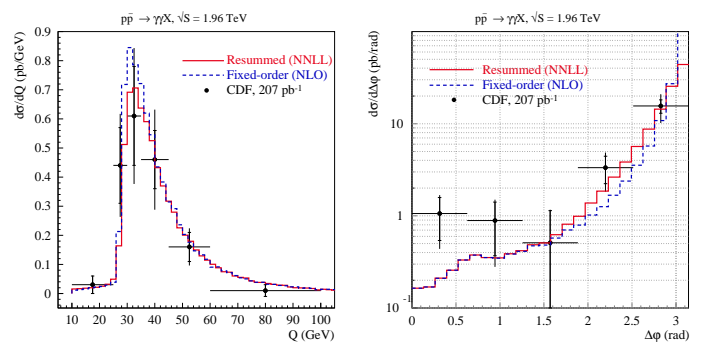 pp̄ → γγX, √S = 1.96 TeV
dσ/dQ (pb/GeV)
0.9
0.8
0.7
0.6
0.5
0.4
0.3
0.2
0.1
0
Resummed (NNLL)
Fixed-order (NLO)
CDF, 207 pb⁻¹
10 20 30 40 50 60 70 80 90 100
Q (GeV)
pp̄ → γγX, √S = 1.96 TeV
dσ/dΔφ (pb/rad)
10
1
10⁻¹
Resummed (NNLL)
Fixed-order (NLO)
CDF, 207 pb⁻¹
0 0.5 1 1.5 2 2.5 3
Δφ (rad)